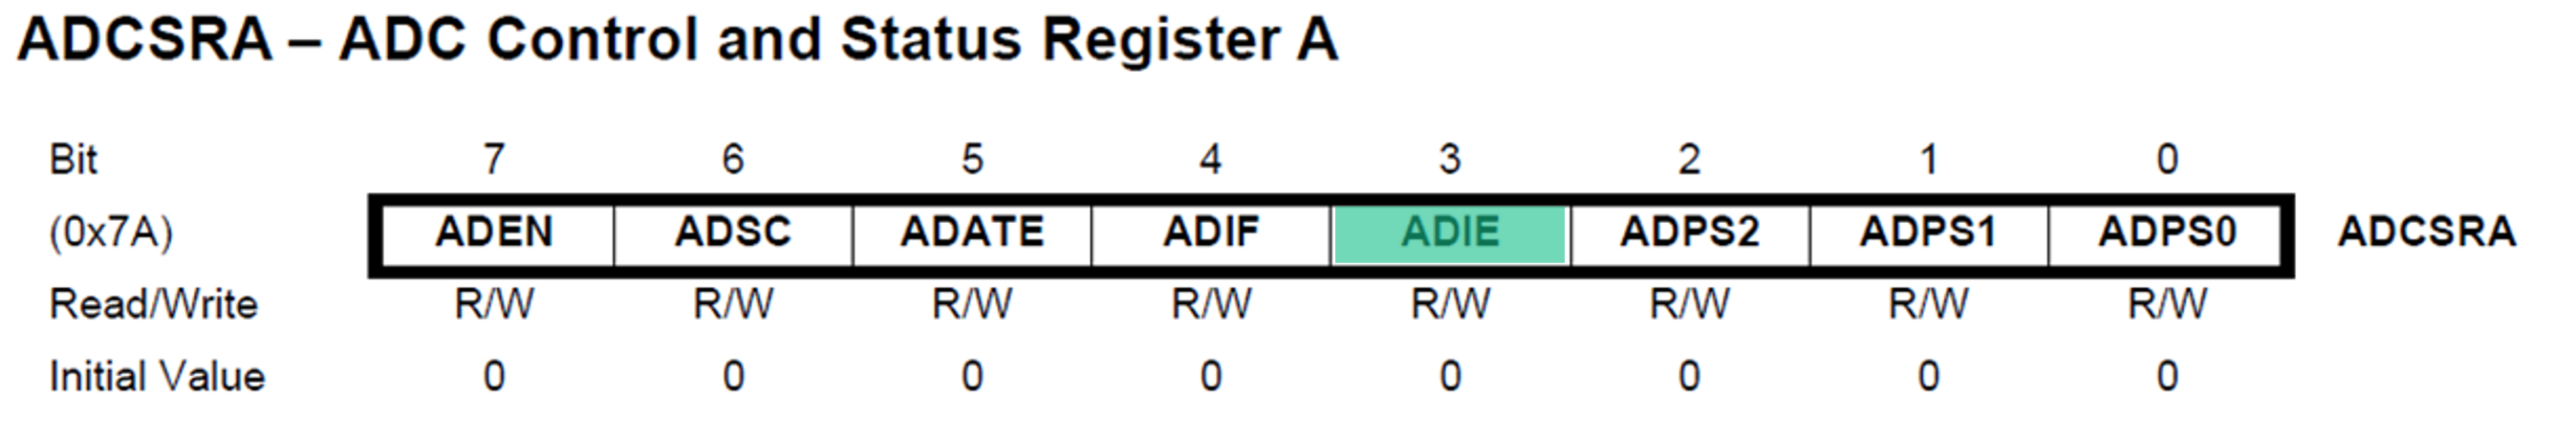 ADCSRA – ADC Control and Status Register A
Bit 7 6 5 4 3 2 1 0
(0x7A) ADEN ADSC ADATE ADIF ADIE ADPS2 ADPS1 ADPS0 ADCSRA
Read/Write R/W R/W R/W R/W R/W R/W R/W R/W
Initial Value 0 0 0 0 0 0 0 0